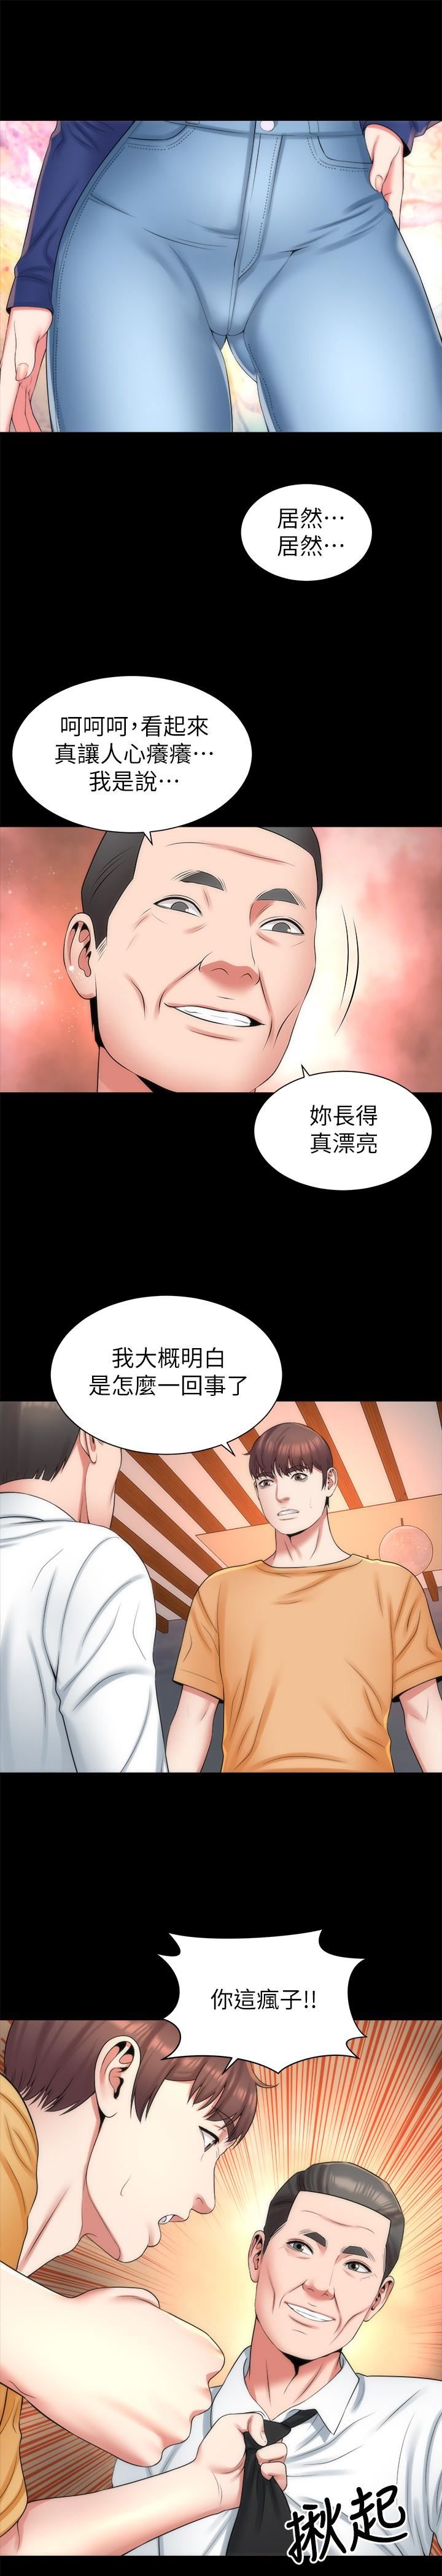 居然⋯
居然⋯
呵呵呵，看起來
真讓人心癢癢⋯
我是說⋯
妳長得
真漂亮
我大概明白
是怎麼一回事了
你這瘋子!!
揪起